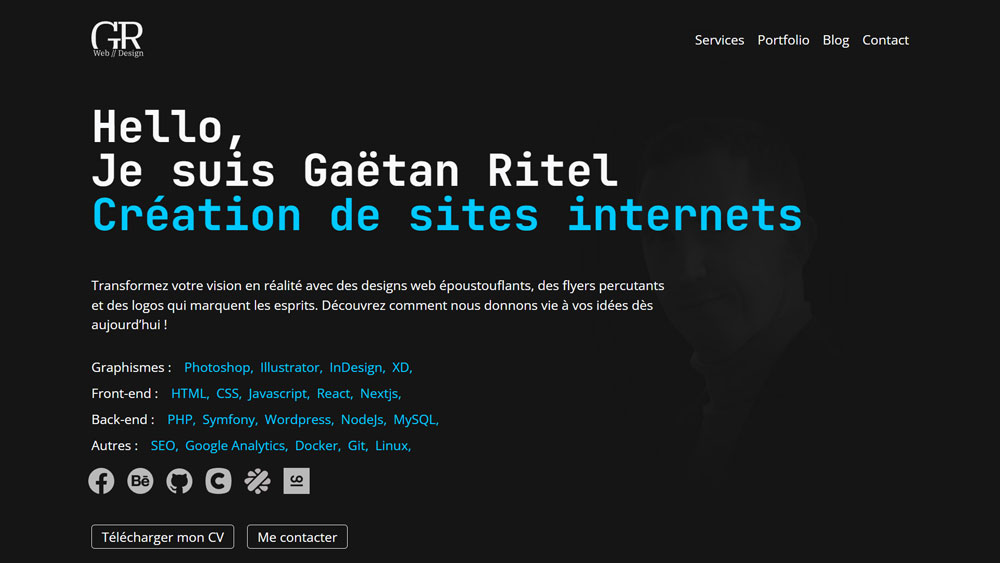 GR
Web // Design
Services Portfolio Blog Contact
Hello,
Je suis Gaëtan Ritel
Création de sites internets
Transformez votre vision en réalité avec des designs web époustouflants, des flyers percutants
et des logos qui marquent les esprits. Découvrez comment nous donnons vie à vos idées dès
aujourd'hui !
Graphismes : Photoshop, Illustrator, InDesign, XD,
Front-end : HTML, CSS, Javascript, React, Nextjs,
Back-end : PHP, Symfony, Wordpress, NodeJs, MySQL,
Autres : SEO, Google Analytics, Docker, Git, Linux,
Télécharger mon CV Me contacter